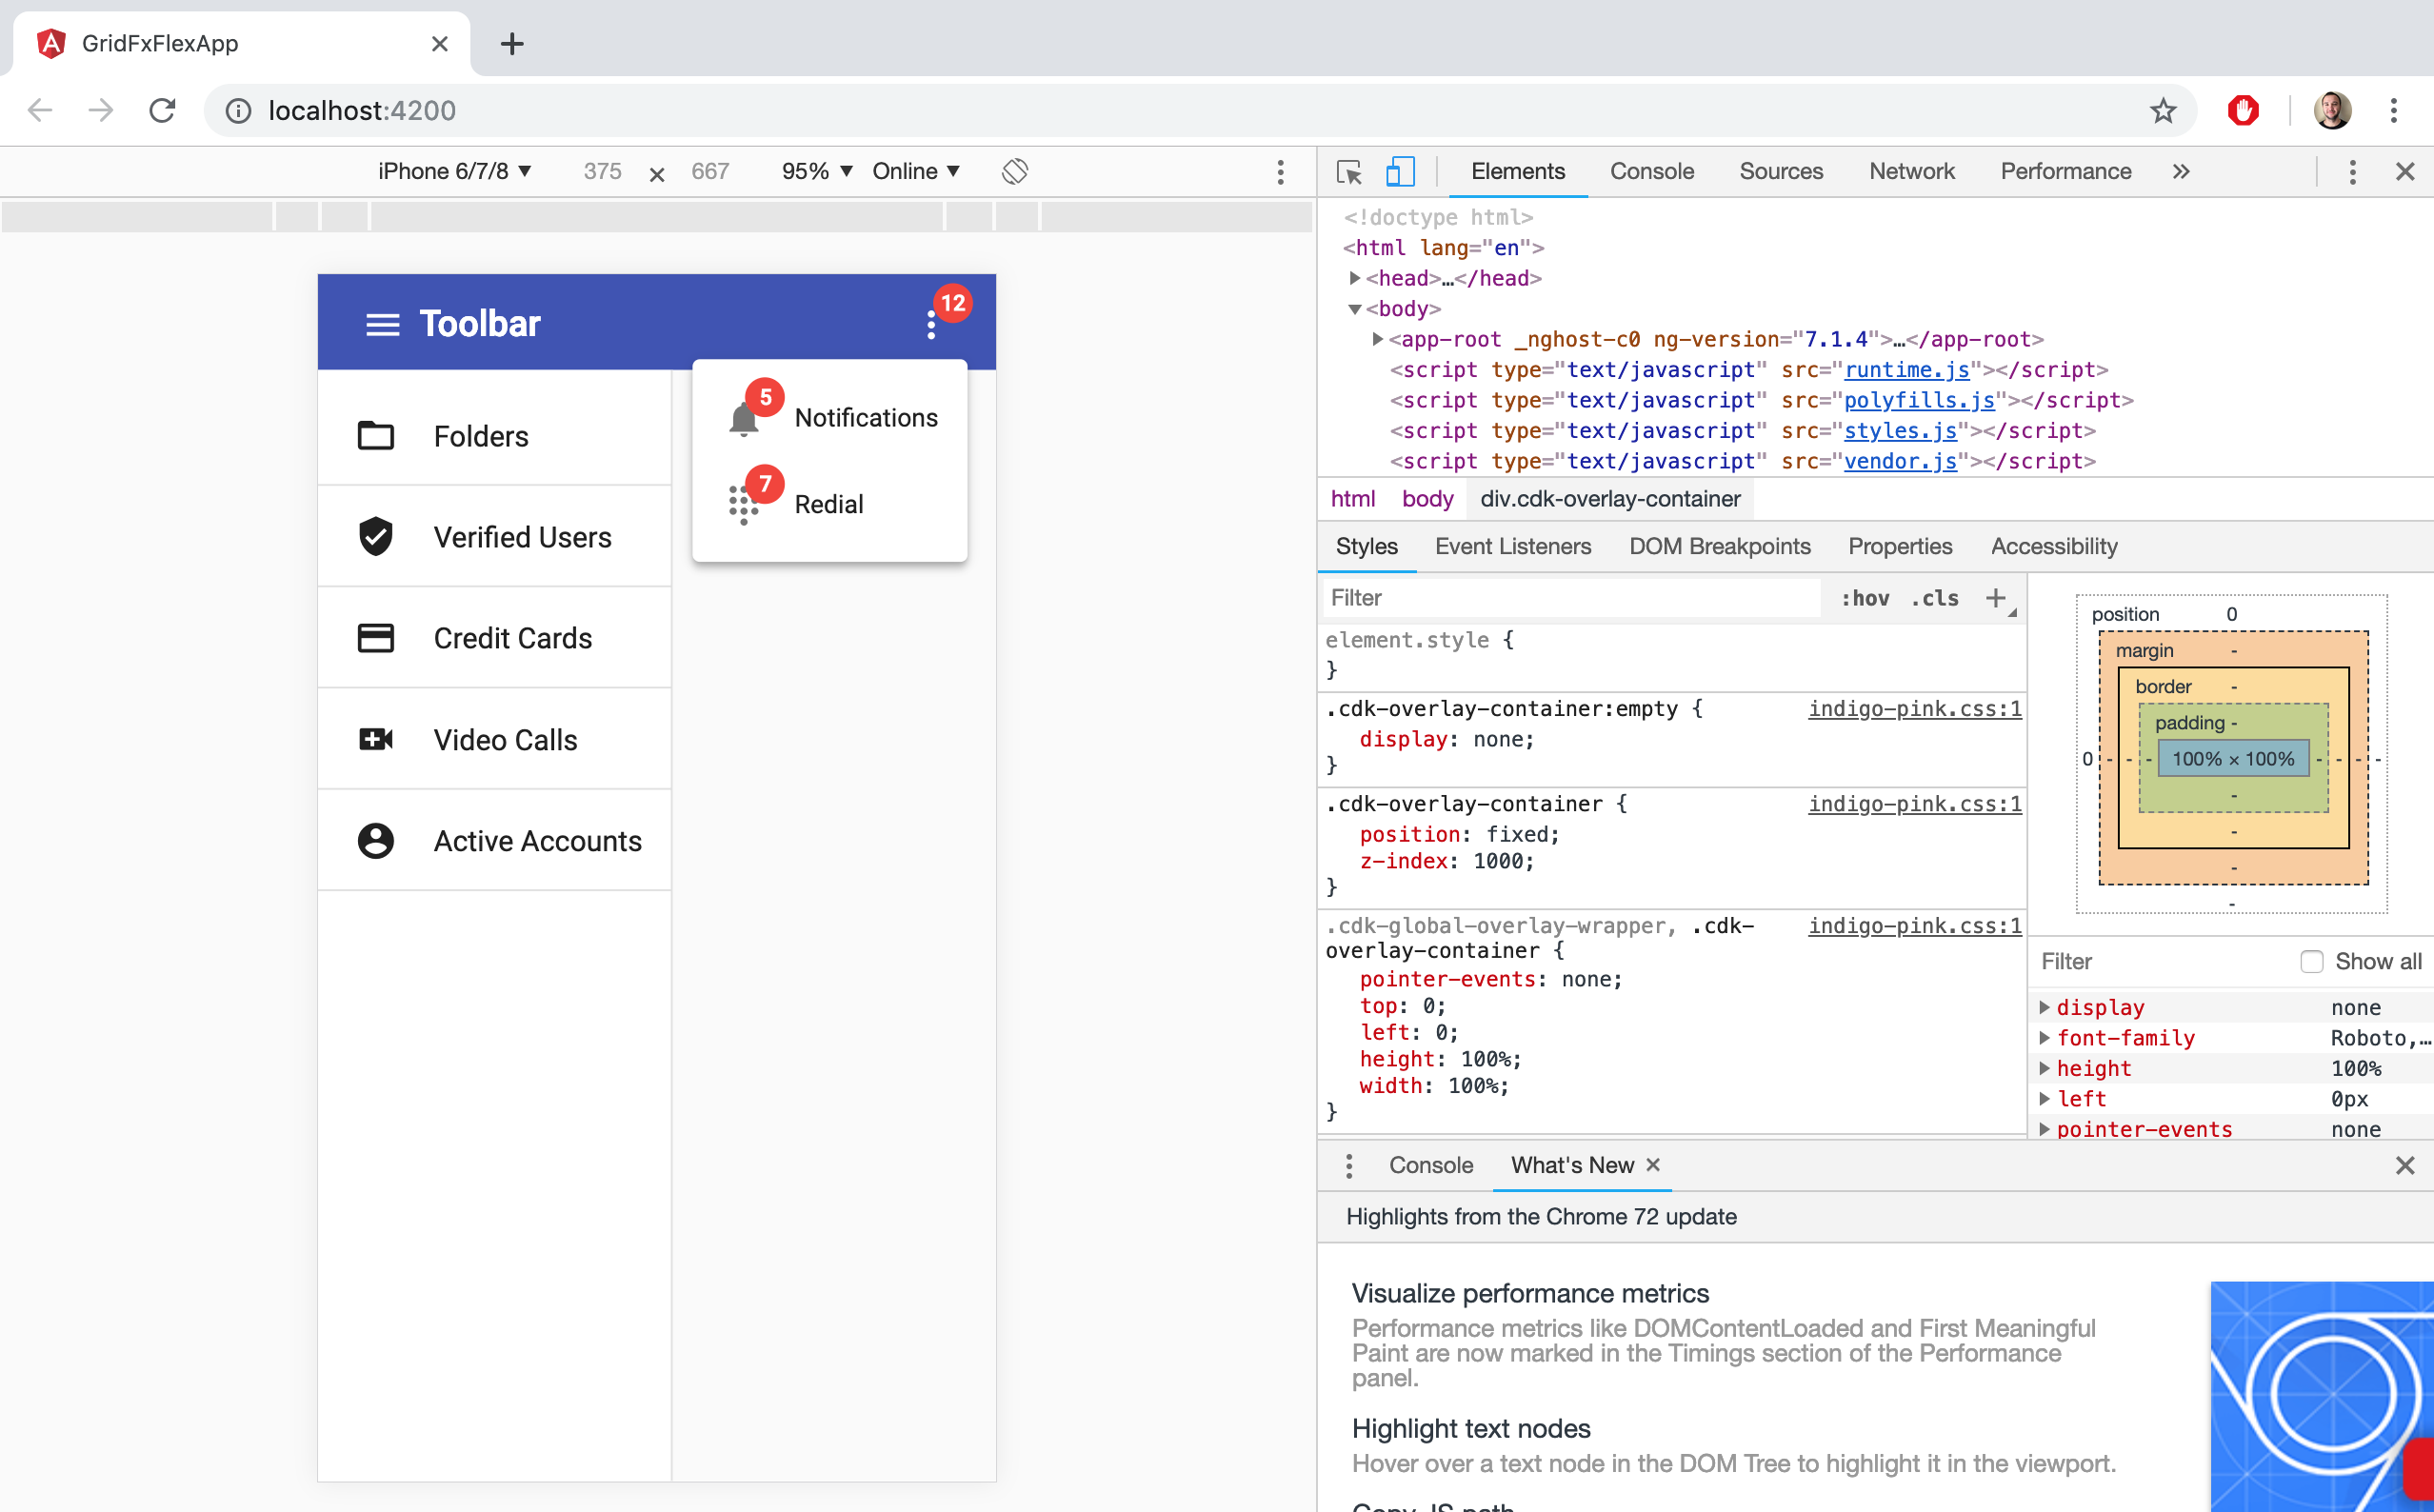 GridFxFlexApp
localhost:4200
iPhone 6/7/8 375 x 667 95% Online
Elements Console Sources Network Performance »
Toolbar
12
5
Notifications
7
Redial
Folders
Verified Users
Credit Cards
Video Calls
Active Accounts
<!doctype html>
<html lang="en">
<head>…</head>
<body>
<app-root _nghost-c0 ng-version="7.1.4">…</app-root>
<script type="text/javascript" src="runtime.js"></script>
<script type="text/javascript" src="polyfills.js"></script>
<script type="text/javascript" src="styles.js"></script>
<script type="text/javascript" src="vendor.js"></script>
html body div.cdk-overlay-container
Styles Event Listeners DOM Breakpoints Properties Accessibility
Filter :hov .cls +
element.style {
}
.cdk-overlay-container:empty { indigo-pink.css:1
display: none;
}
.cdk-overlay-container { indigo-pink.css:1
position: fixed;
z-index: 1000;
}
.cdk-global-overlay-wrapper, .cdk- indigo-pink.css:1
overlay-container {
pointer-events: none;
top: 0;
left: 0;
height: 100%;
width: 100%;
}
position 0
margin -
border -
padding -
0 - - - 100% × 100% - - - -
-
-
-
-
Filter Show all
display none
font-family Roboto,…
height 100%
left 0px
pointer-events none
Console What's New
Highlights from the Chrome 72 update
Visualize performance metrics
Performance metrics like DOMContentLoaded and First Meaningful
Paint are now marked in the Timings section of the Performance
panel.
Highlight text nodes
Hover over a text node in the DOM Tree to highlight it in the viewport.
Copy JS path